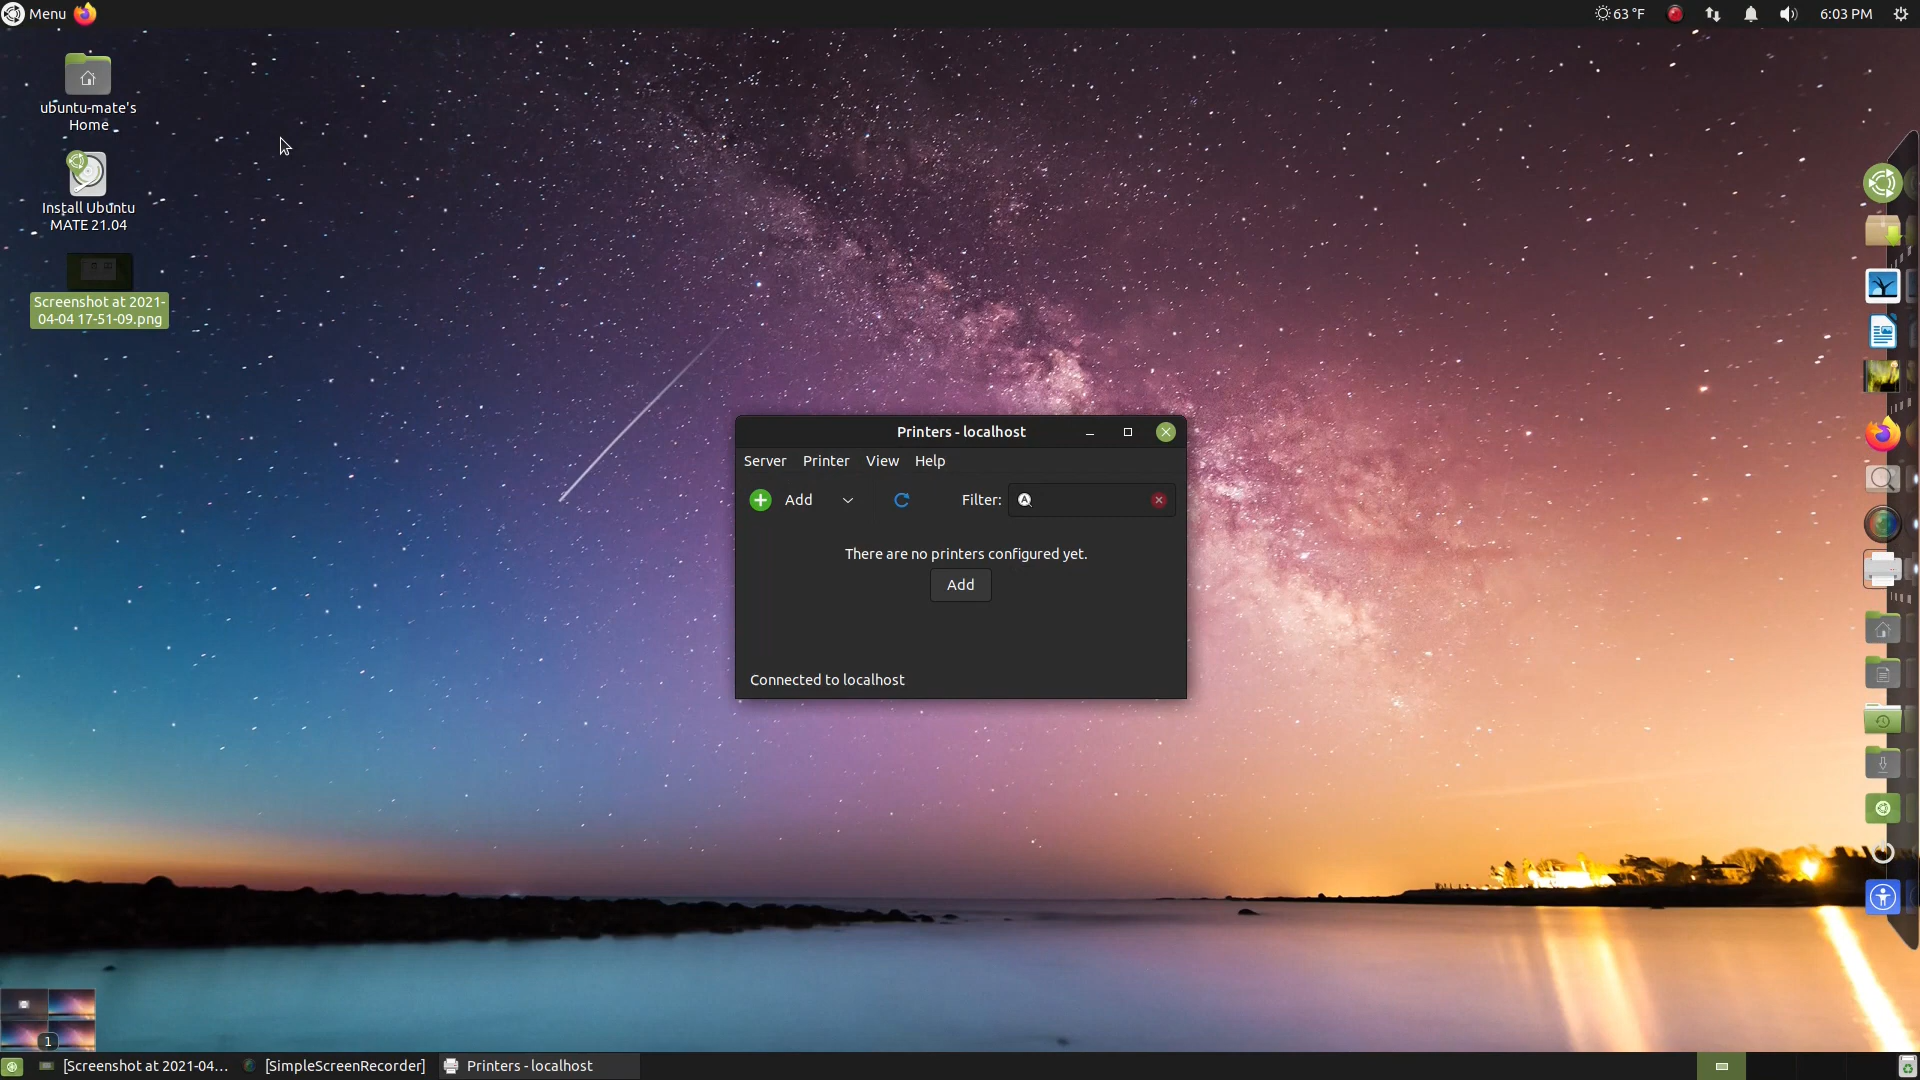 Menu
63 °F
6:03 PM
ubuntu-mate's
Home
Install Ubuntu
MATE 21.04
Screenshot at 2021-
04-04 17-51-09.png
Printers - localhost
Server Printer View Help
Add
Filter:
There are no printers configured yet.
Add
Connected to localhost
1
[Screenshot at 2021-04...
[SimpleScreenRecorder]
Printers - localhost